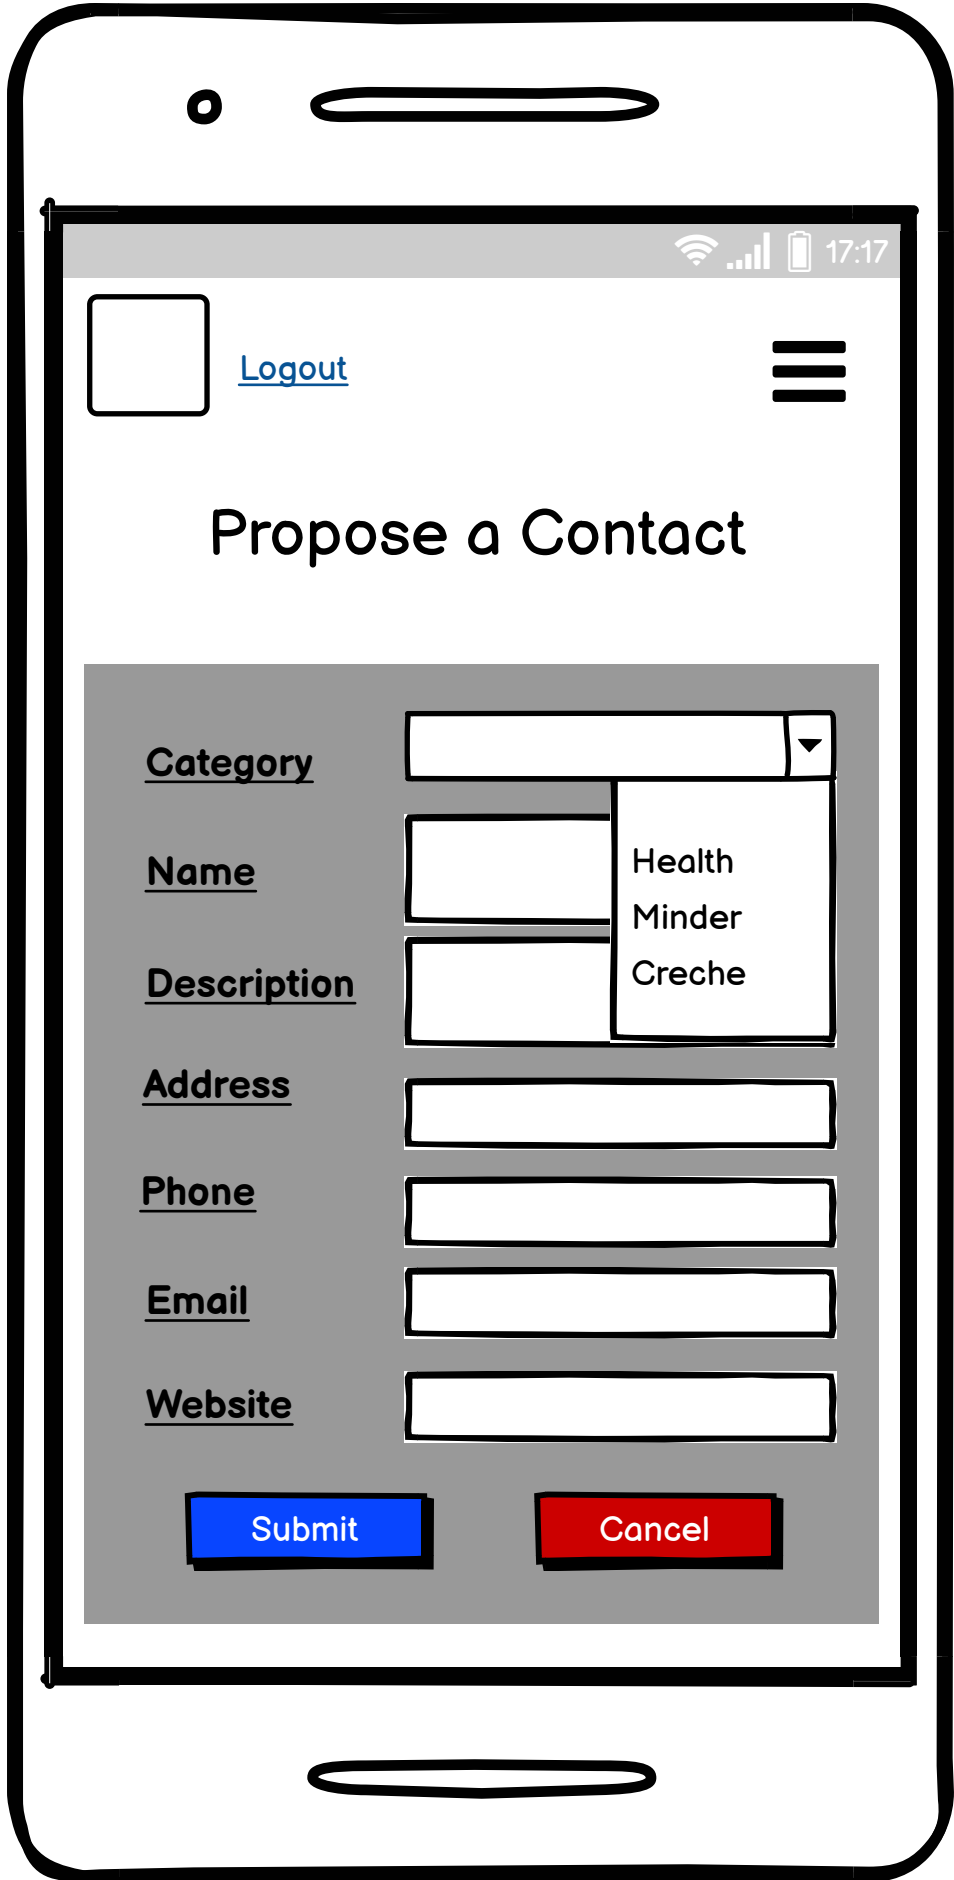 17:17
Logout
Propose a Contact
Category
Name
Health
Minder
Description
Creche
Address
Phone
Email
Website
Submit
Cancel